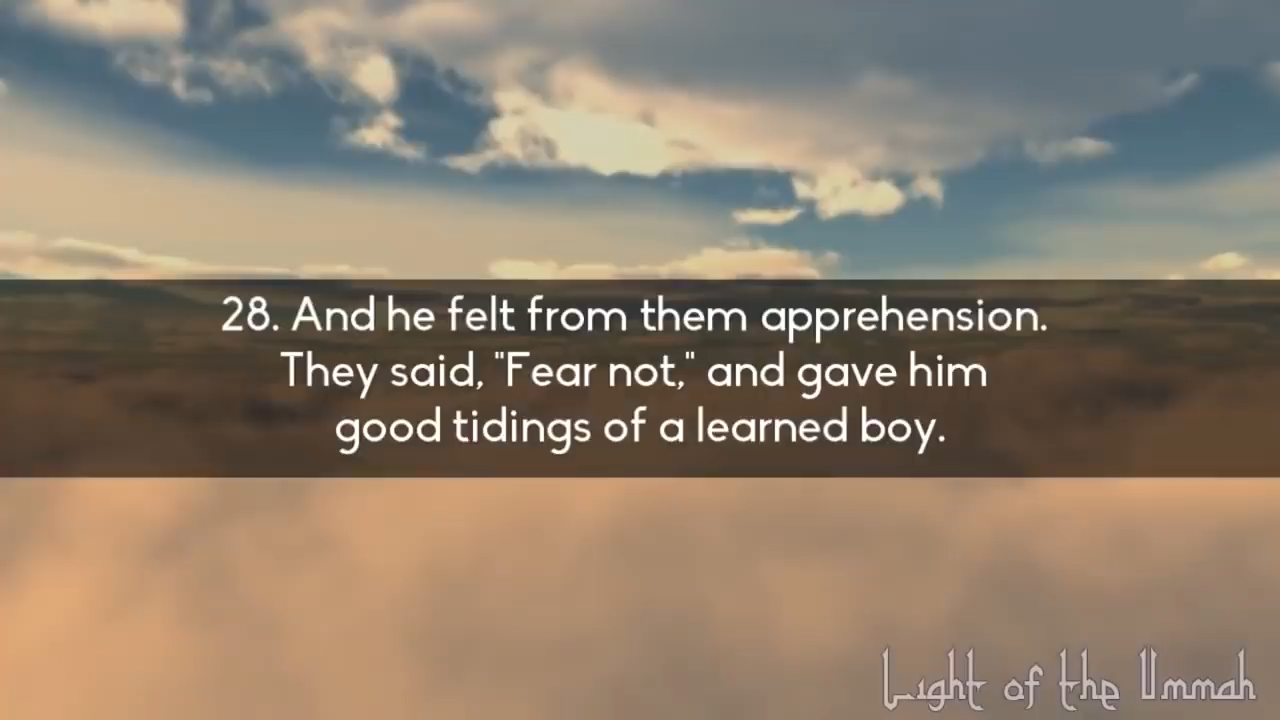 28. And he felt from them apprehension.
They said, "Fear not," and gave him
good tidings of a learned boy.
Light of the Ummah